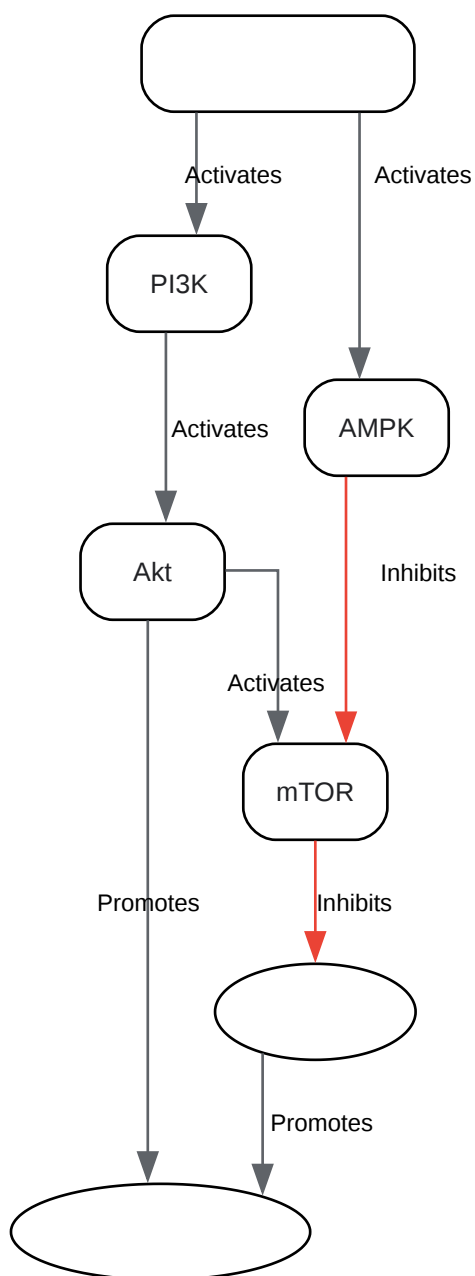 Activates
Activates
PI3K
AMPK
Activates
Akt
Inhibits
Activates
mTOR
Promotes
Inhibits
Promotes